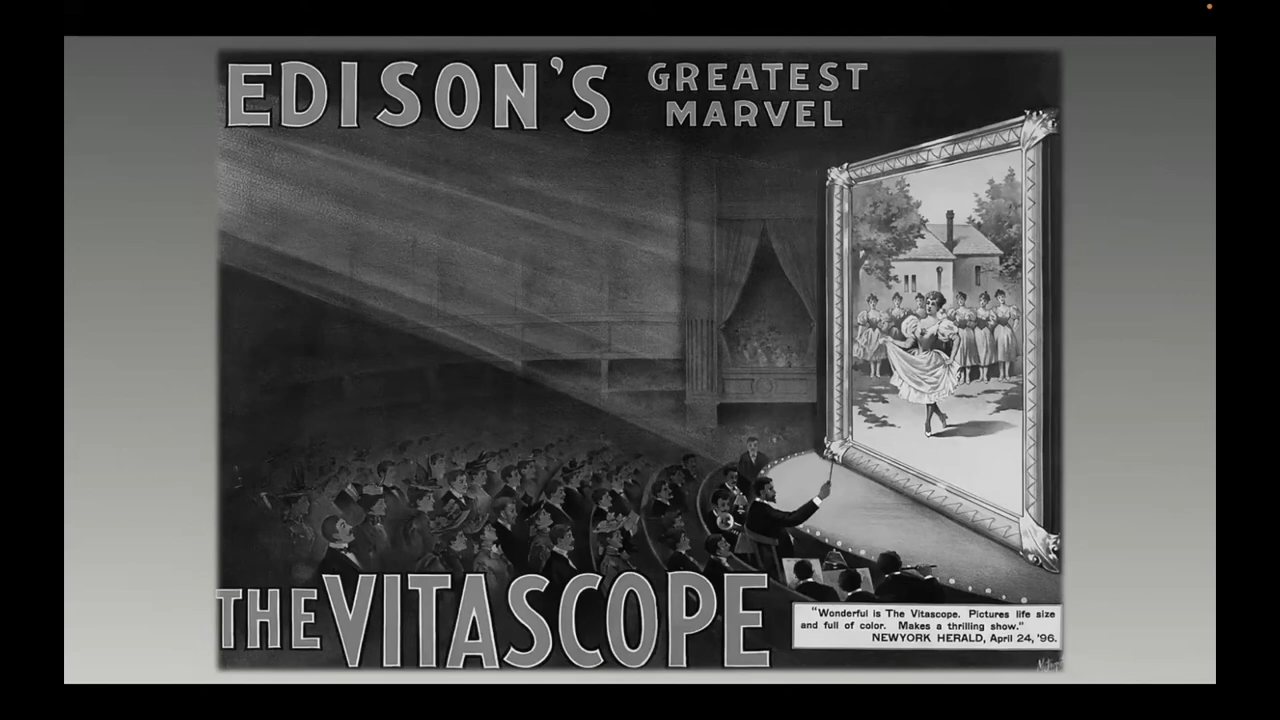 EDISON'S GREATEST
MARVEL
THE VITASCOPE
"Wonderful is The Vitascope. Pictures life size
and full of color. Makes a thrilling show."
NEWYORK HERALD, April 24, '96.